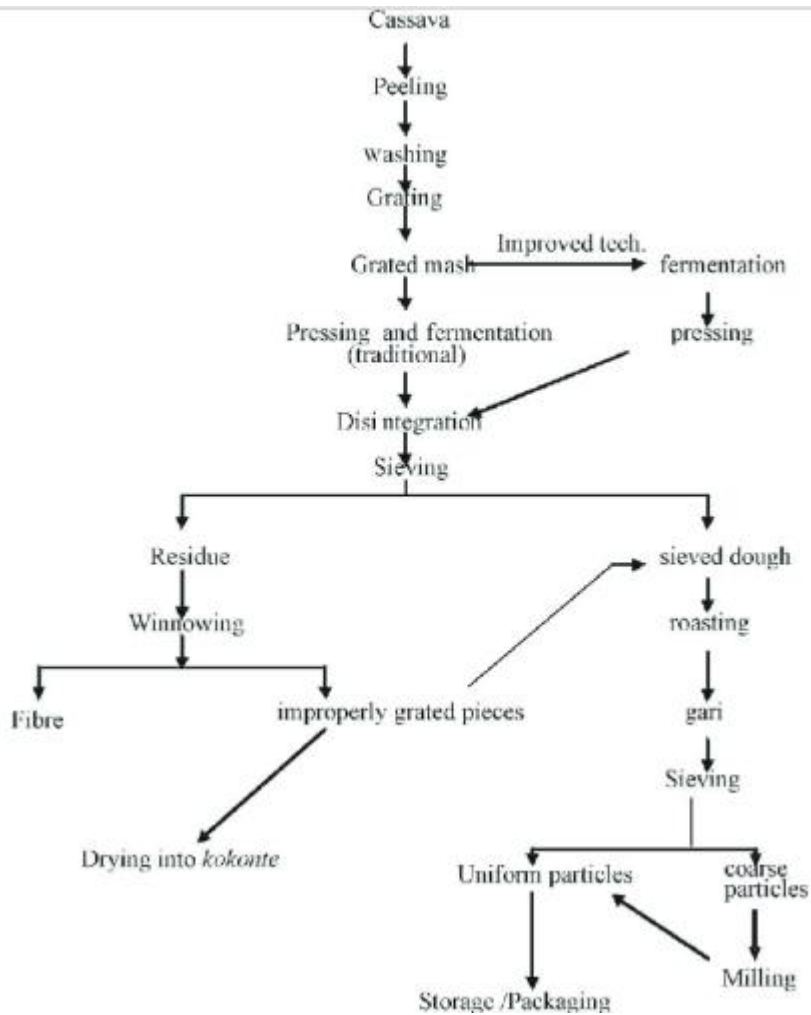 Cassava
Peeling
washing
Grating
Improved tech.
Grated mash
fermentation
Pressing and fermentation
(traditional)
pressing
Disi ntegration
Sieving
Residue
sieved dough
Winnowing
roasting
Fibre
improperly grated pieces
gari
Sieving
Drying into kokonte
Uniform particles
coarse
particles
Milling
Storage /Packaging